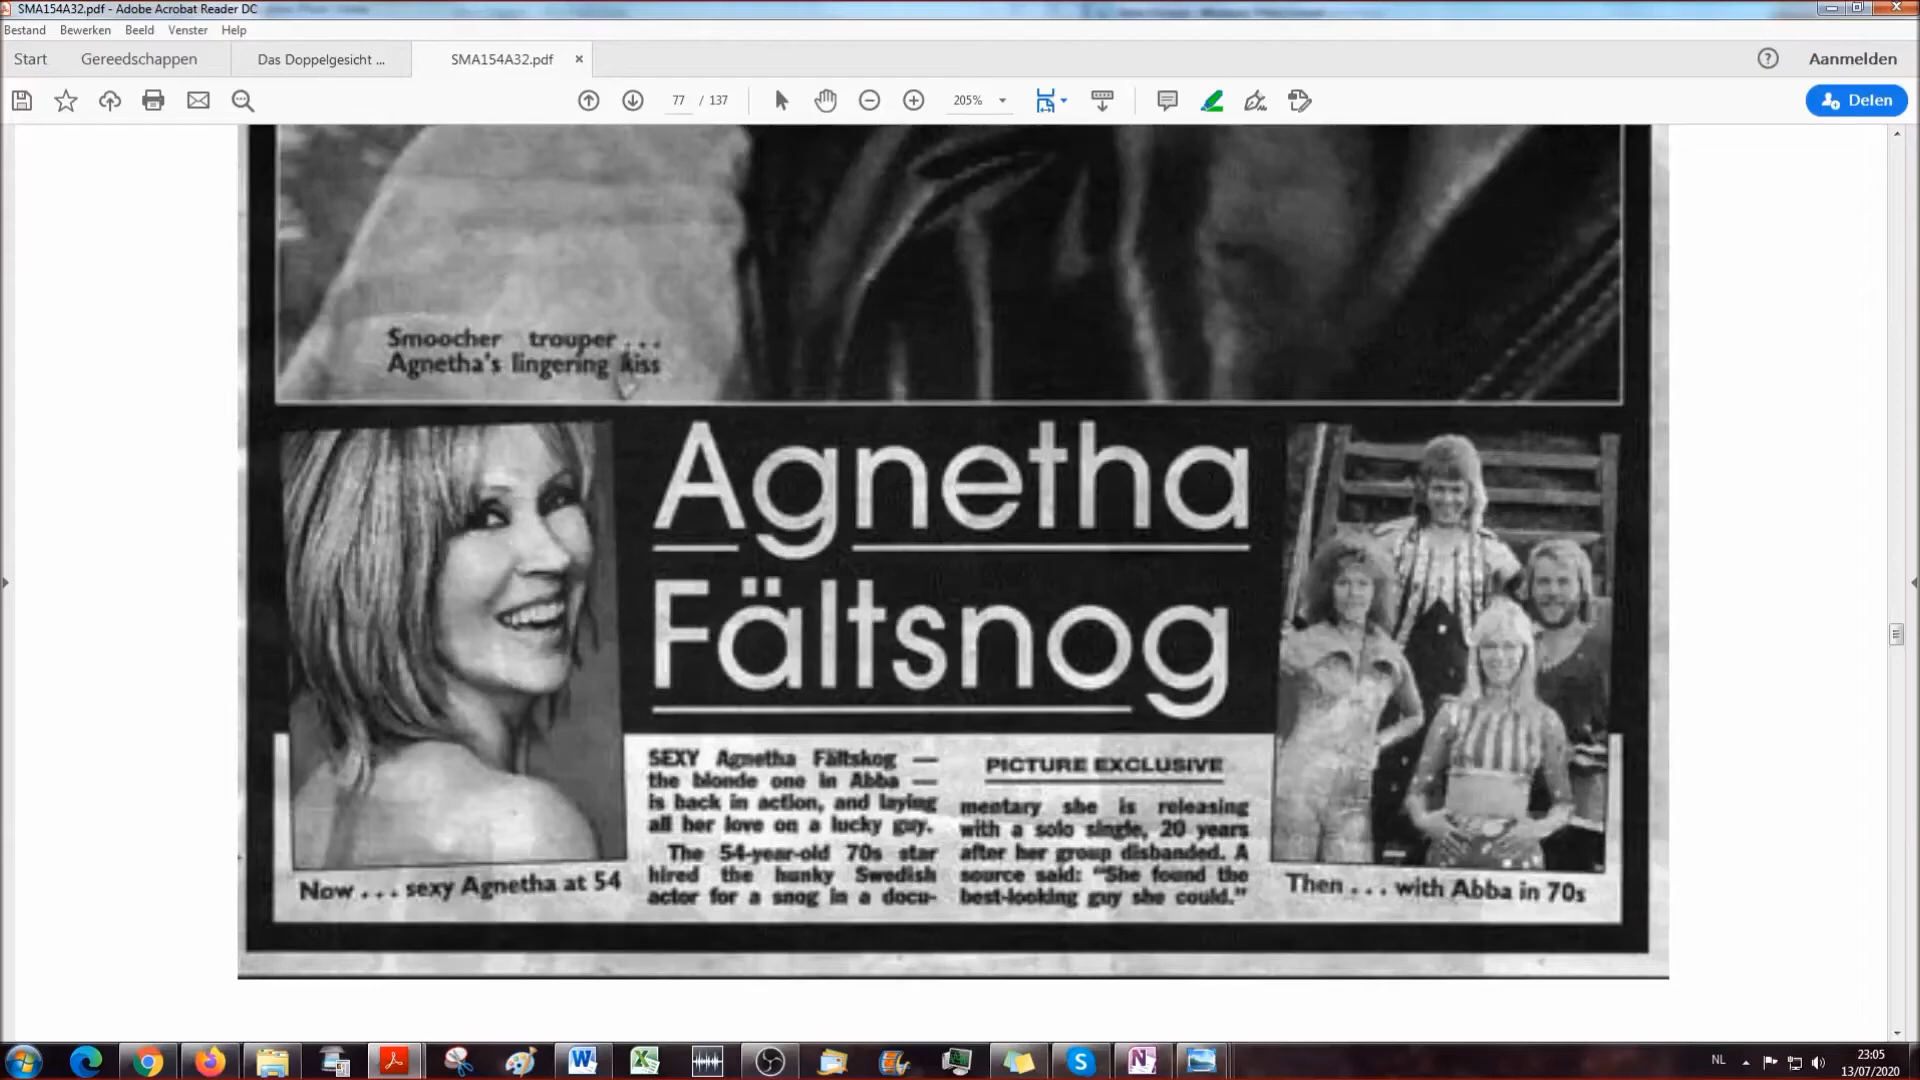 SMA154A32.pdf - Adobe Acrobat Reader DC
Bestand Bewerken Beeld Venster Help
Start Gereedschappen Das Doppelgesicht ... SMA154A32.pdf × Aanmelden
77 / 137 205% Delen
Smoocher trouper...
Agnetha's lingering kiss
Agnetha
Fältsnog
SEXY Agnetha Fältskog —
the blonde one in Abba —
is back in action, and laying
all her love on a lucky guy.
The 54-year-old 70s star
hired the hunky Swedish
actor for a snog in a docu-
PICTURE EXCLUSIVE
mentary she is releasing
with a solo single, 20 years
after her group disbanded. A
source said: "She found the
best-looking guy she could."
Now . . . sexy Agnetha at 54
Then . . . with Abba in 70s
NL 23:05
13/07/2020